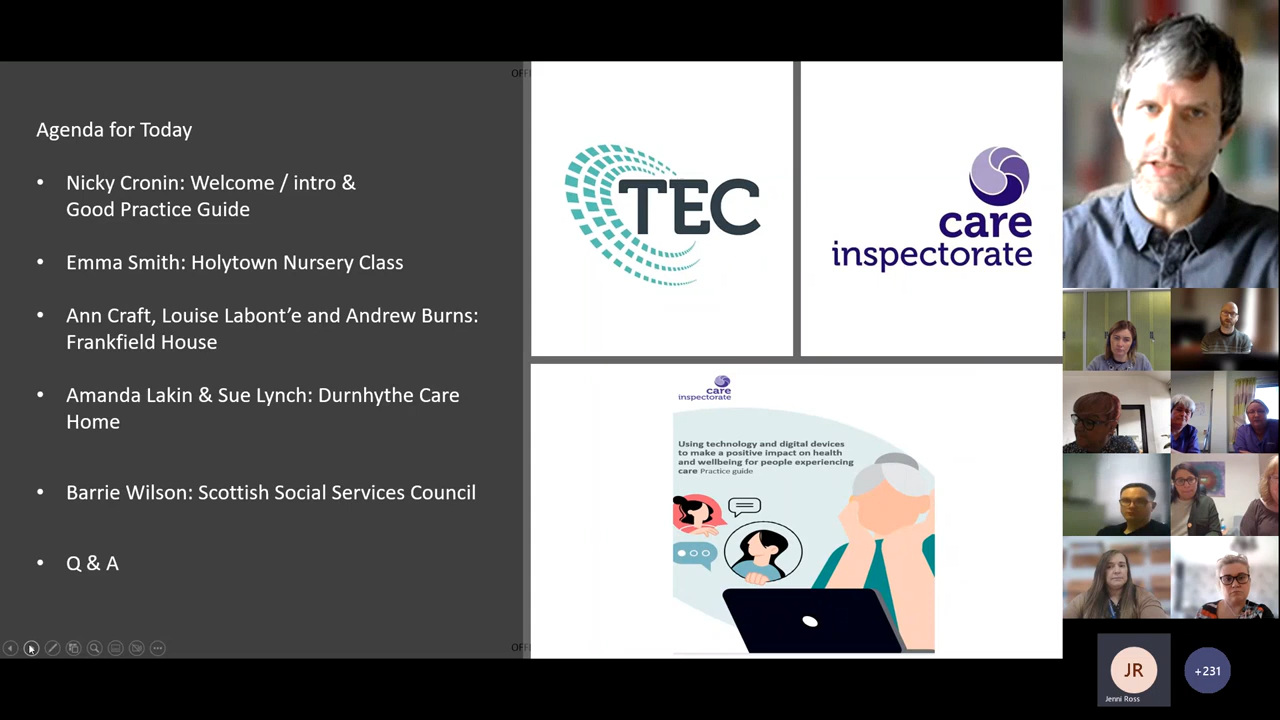 OFF
Agenda for Today
• Nicky Cronin: Welcome / intro &
Good Practice Guide
• Emma Smith: Holytown Nursery Class
• Ann Craft, Louise Labont’e and Andrew Burns:
Frankfield House
• Amanda Lakin & Sue Lynch: Durnhythe Care
Home
• Barrie Wilson: Scottish Social Services Council
• Q & A
OFF
TEC
care
inspectorate
care
inspectorate
Using technology and digital devices
to make a positive impact on health
and wellbeing for people experiencing
care Practice guide
JR
Jenni Ross
+231